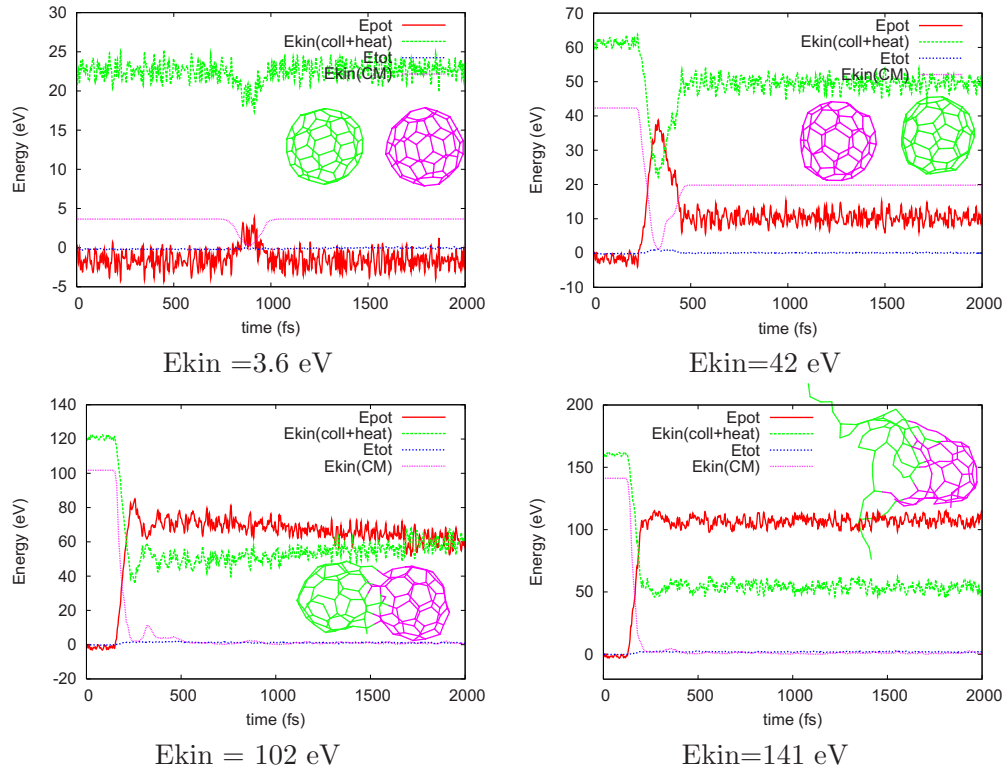 30
25
20
15
10
5
0
-5
Energy (eV)
Epot
Ekin(coll+heat)
Etot
Ekin(CM)
0 500 1000 1500 2000
time (fs)
Ekin =3.6 eV
70
60
50
40
30
20
10
0
-10
Energy (eV)
Epot
Ekin(coll+heat)
Etot
Ekin(CM)
0 500 1000 1500 2000
time (fs)
Ekin=42 eV
140
120
100
80
60
40
20
0
-20
Energy (eV)
Epot
Ekin(coll+heat)
Etot
Ekin(CM)
0 500 1000 1500 2000
time (fs)
Ekin = 102 eV
200
150
100
50
0
Energy (eV)
Epot
Ekin(coll+heat)
Etot
Ekin(CM)
0 500 1000 1500 2000
time (fs)
Ekin=141 eV